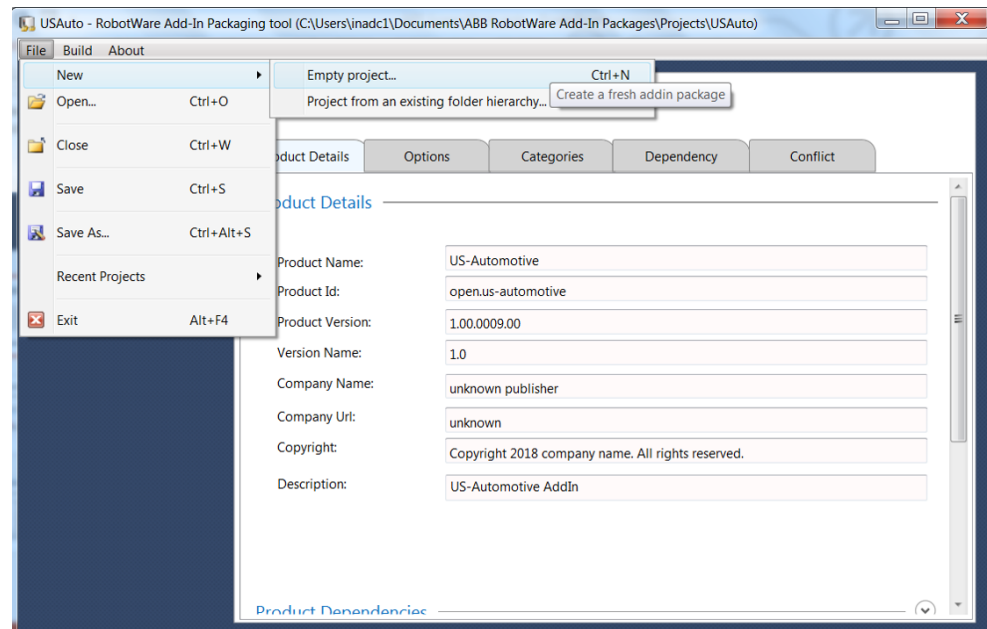 USAuto - RobotWare Add-In Packaging tool (C:\Users\inadc1\Documents\ABB RobotWare Add-In Packages\Projects\USAuto)
File Build About
New
Empty project... Ctrl+N
Create a fresh addin package
Open... Ctrl+O
Project from an existing folder hierarchy...
Close Ctrl+W
oduct Details Options Categories Dependency Conflict
Save Ctrl+S
oduct Details
Save As... Ctrl+Alt+S
Recent Projects
Exit Alt+F4
Product Name: US-Automotive
Product Id: open.us-automotive
Product Version: 1.00.0009.00
Version Name: 1.0
Company Name: unknown publisher
Company Url: unknown
Copyright: Copyright 2018 company name. All rights reserved.
Description: US-Automotive AddIn
Product Dependencies